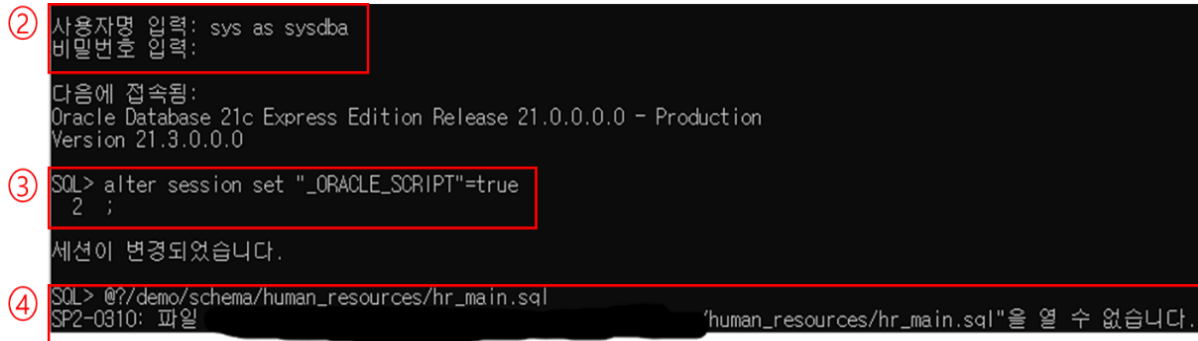 ② 사용자명 입력: sys as sysdba
비밀번호 입력:
다음에 접속됨:
Oracle Database 21c Express Edition Release 21.0.0.0.0 - Production
Version 21.3.0.0.0
③ SQL> alter session set "_ORACLE_SCRIPT"=true
2 ;
세션이 변경되었습니다.
④ SQL> @?/demo/schema/human_resources/hr_main.sql
SP2-0310: 파일 /human_resources/hr_main.sql"을 열 수 없습니다.